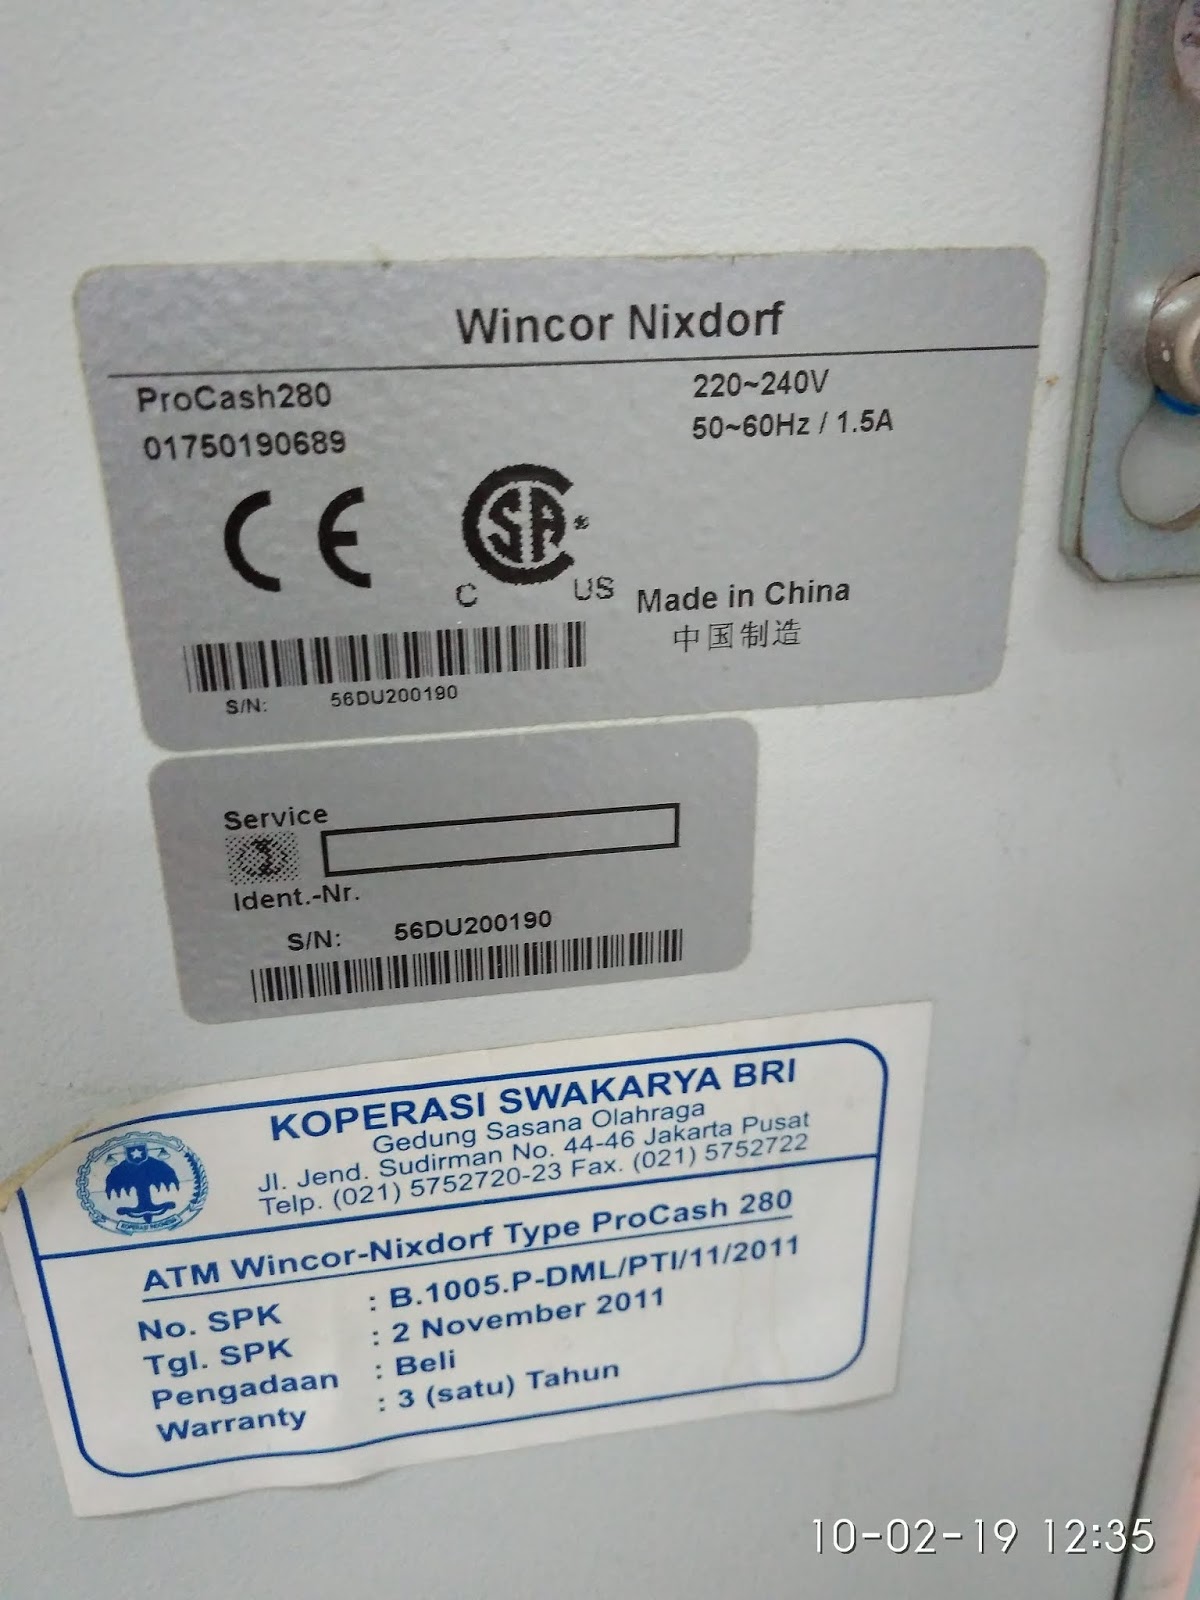 Wincor Nixdorf
ProCash280
220~240V
01750190689
50~60Hz / 1.5A
CE
CSA
C US
Made in China
中国制造
S/N: 56DU200190
Service
Ident.-Nr.
S/N: 56DU200190
KOPERASI SWAKARYA BRI
Gedung Sasana Olahraga
Jl. Jend. Sudirman No. 44-46 Jakarta Pusat
Telp. (021) 5752720-23 Fax. (021) 5752722
KOPERASI INDONESIA
ATM Wincor-Nixdorf Type ProCash 280
No. SPK : B.1005.P-DML/PTI/11/2011
Tgl. SPK : 2 November 2011
Pengadaan : Beli
Warranty : 3 (satu) Tahun
10-02-19 12:35